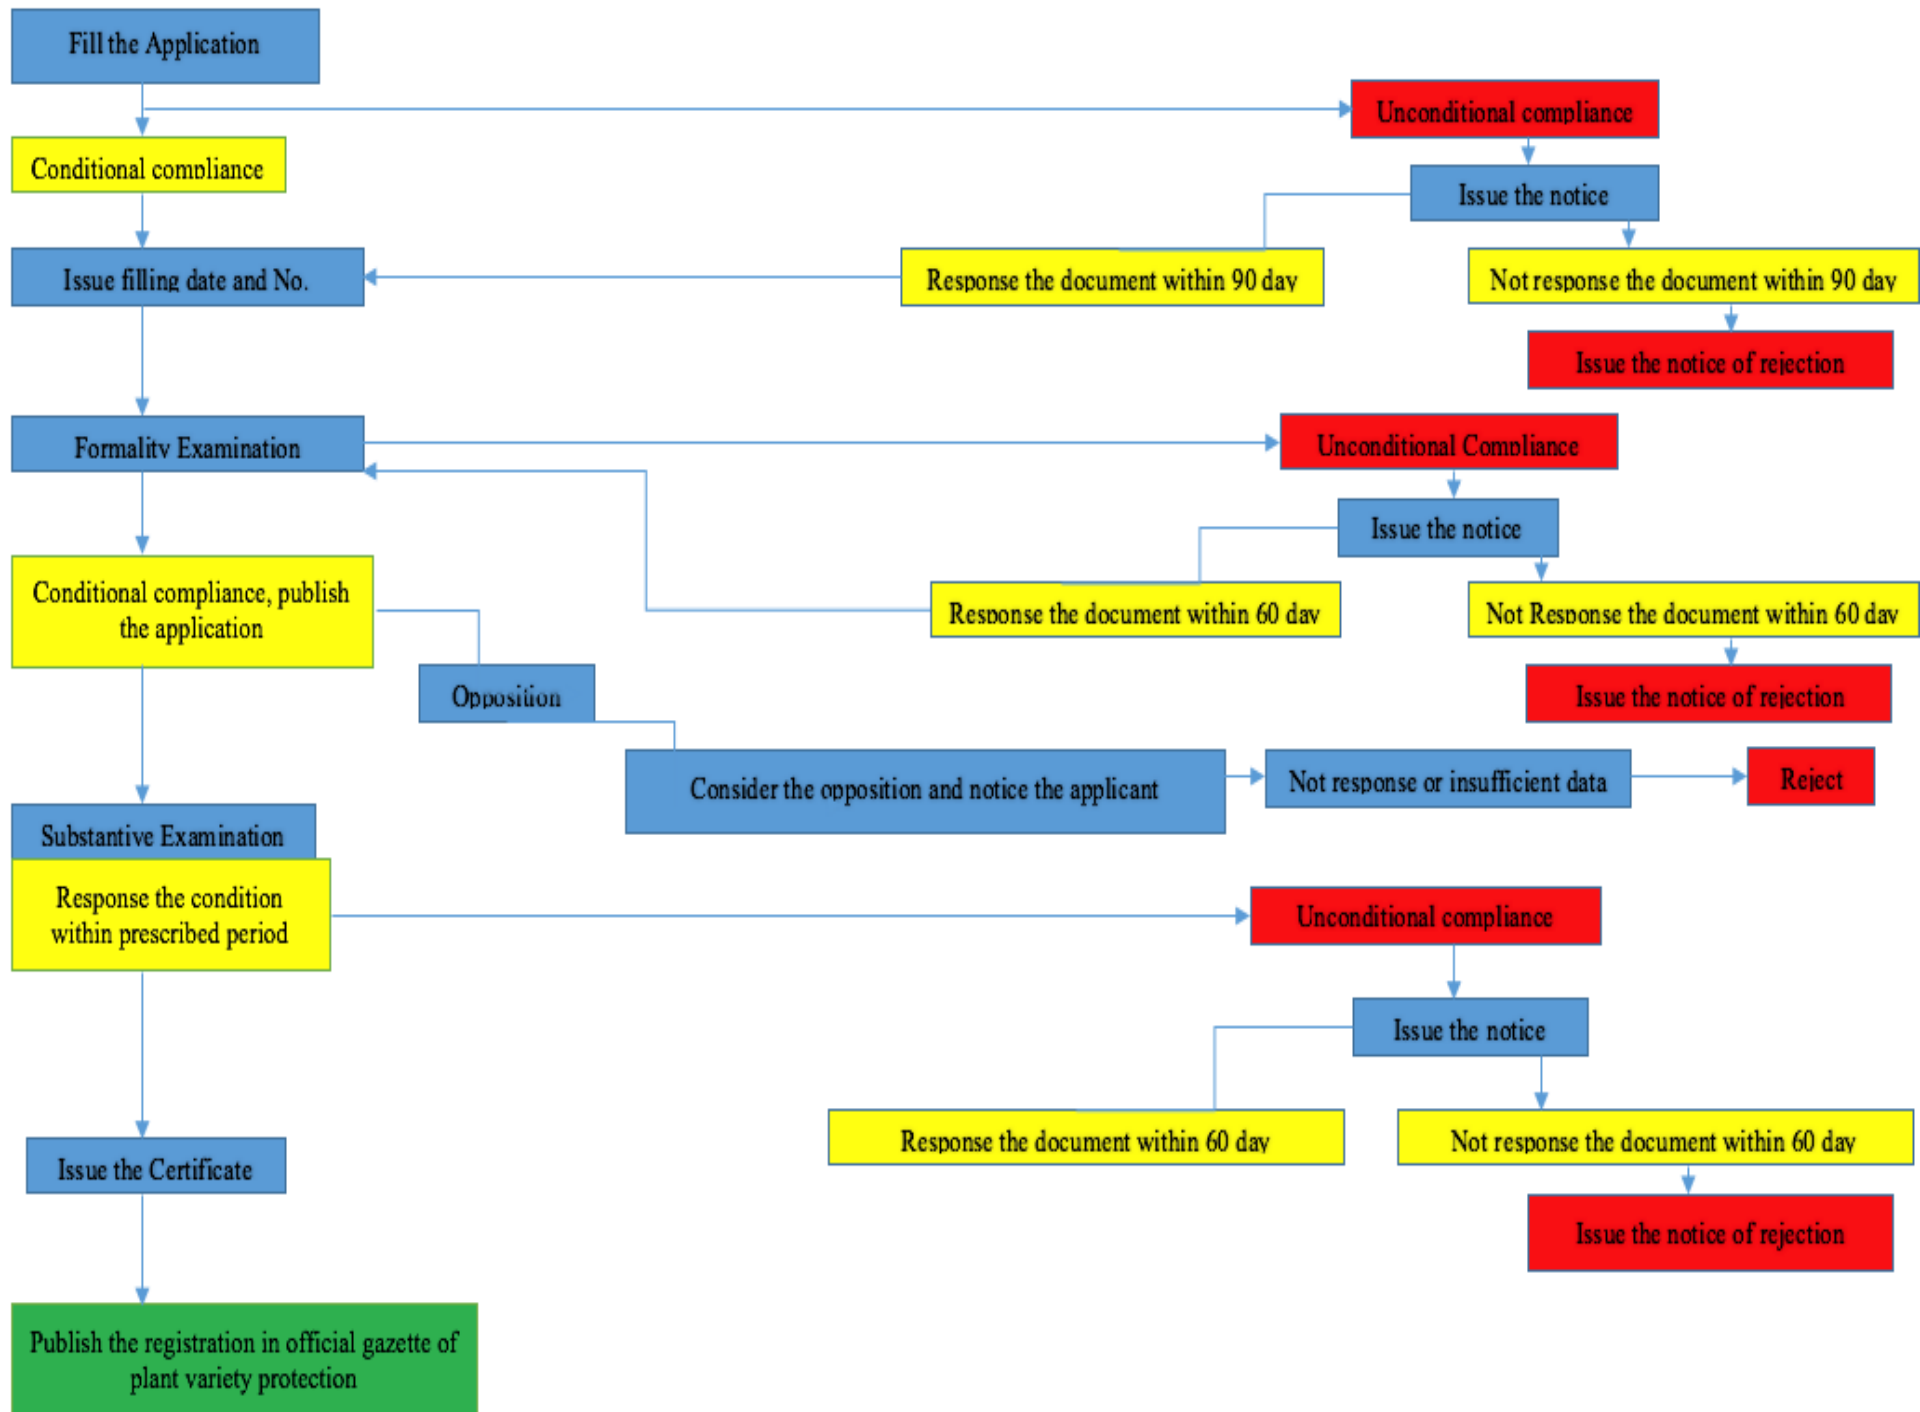 Fill the Application
Unconditional compliance
Conditional compliance
Issue the notice
Issue filling date and No.
Response the document within 90 day
Not response the document within 90 day
Issue the notice of rejection
Formality Examination
Unconditional Compliance
Issue the notice
Conditional compliance, publish
the application
Response the document within 60 day
Not Response the document within 60 day
Opposition
Issue the notice of rejection
Consider the opposition and notice the applicant
Not response or insufficient data
Reject
Substantive Examination
Response the condition
within prescribed period
Unconditional compliance
Issue the notice
Response the document within 60 day
Not response the document within 60 day
Issue the Certificate
Issue the notice of rejection
Publish the registration in official gazette of
plant variety protection